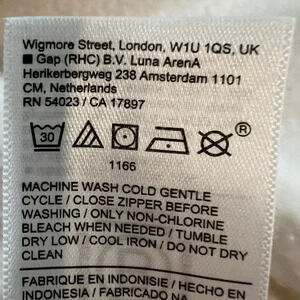 Wigmore Street, London, W1U 1QS, UK
■ Gap (RHC) B.V. Luna ArenA
Herikerbergweg 238 Amsterdam 1101
CM, Netherlands
RN 54023 / CA 17897
30 ®
1166
MACHINE WASH COLD GENTLE
CYCLE / CLOSE ZIPPER BEFORE
WASHING / ONLY NON-CHLORINE
BLEACH WHEN NEEDED / TUMBLE
DRY LOW / COOL IRON / DO NOT DRY
CLEAN
FABRIQUE EN INDONISIE / HECHO EN
INDONESIA / FABRICADO NA